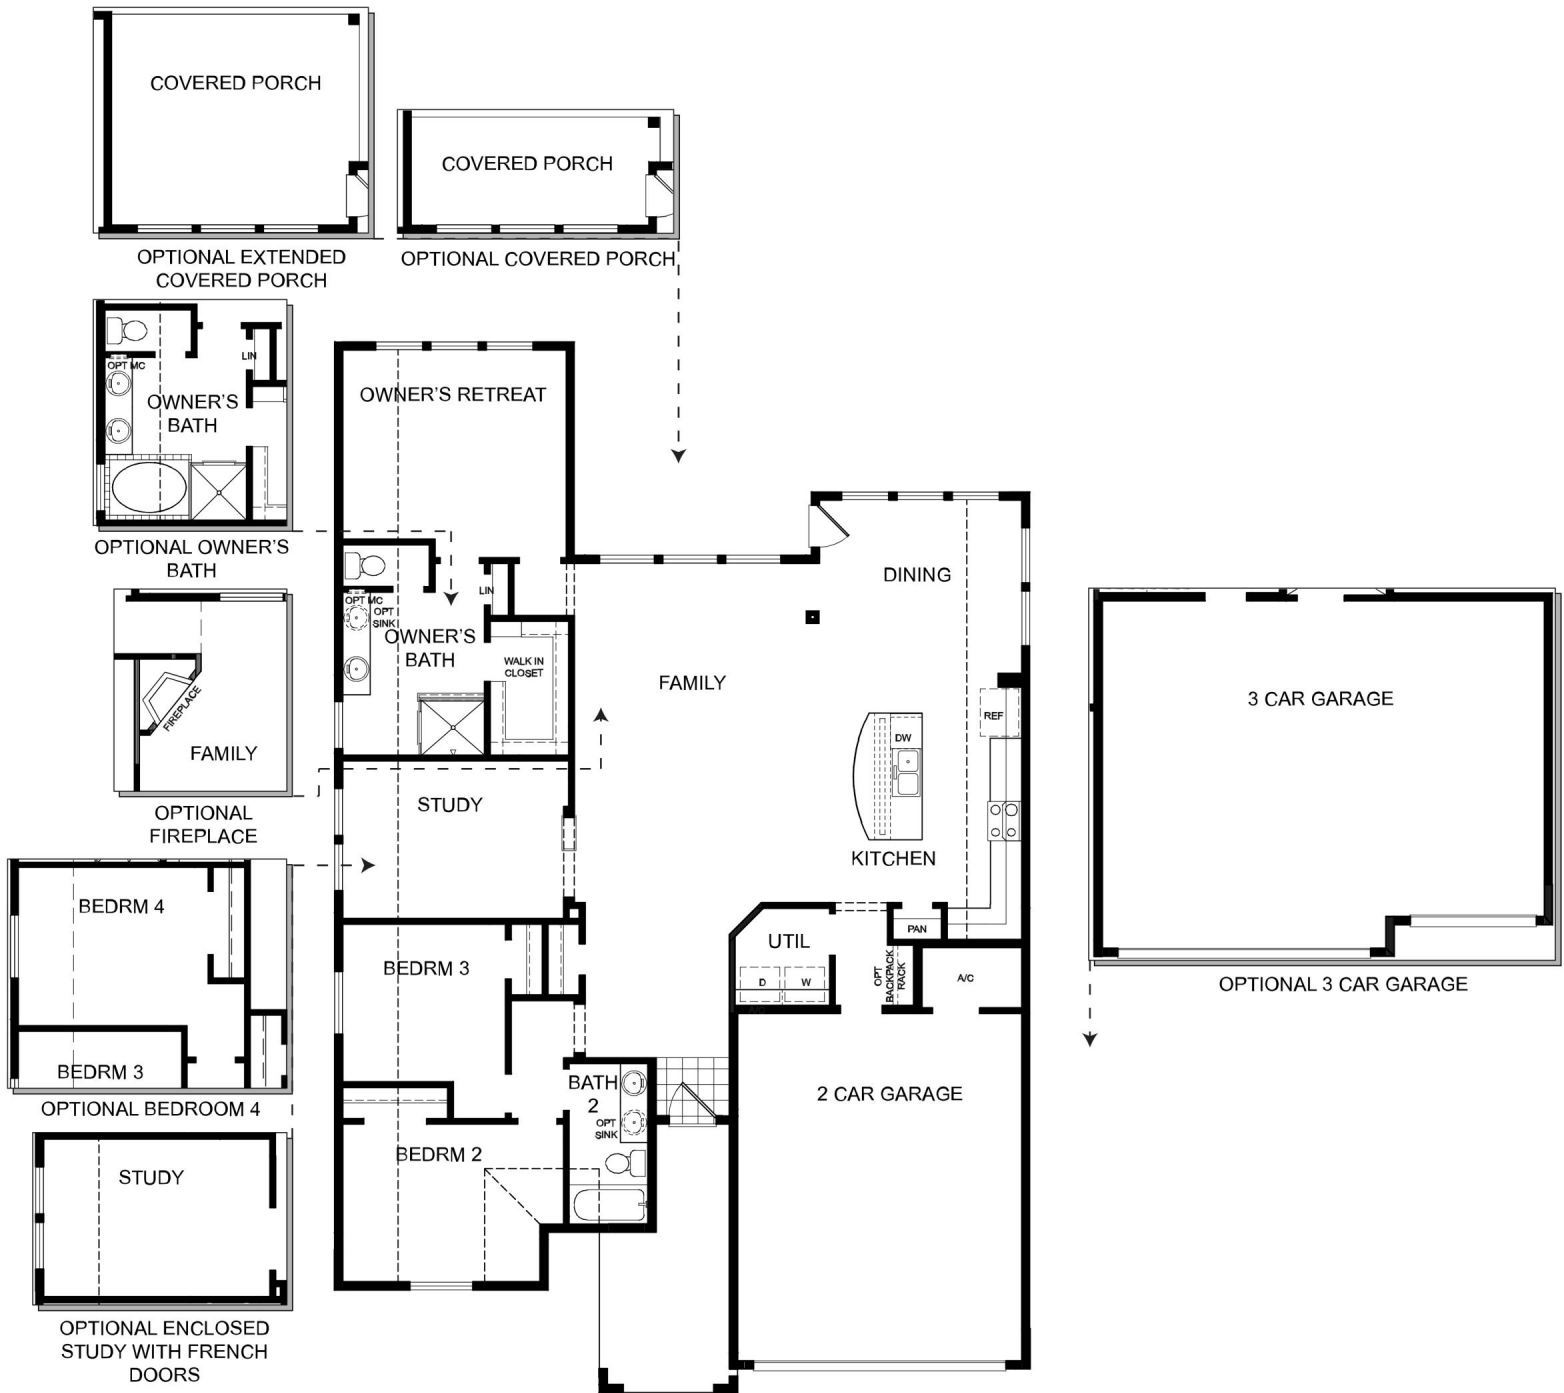 COVERED PORCH
OPTIONAL EXTENDED
COVERED PORCH
COVERED PORCH
OPTIONAL COVERED PORCH
OPT MC
LIN
OWNER'S
BATH
OPTIONAL OWNER'S
BATH
FIREPLACE
FAMILY
OPTIONAL
FIREPLACE
BEDRM 4
BEDRM 3
OPTIONAL BEDROOM 4
STUDY
OPTIONAL ENCLOSED
STUDY WITH FRENCH
DOORS
OWNER'S RETREAT
OPT MC
OPT
SINK
LIN
OWNER'S
BATH
WALK IN
CLOSET
STUDY
BEDRM 3
BEDRM 2
BATH
2
OPT
SINK
FAMILY
DINING
REF
DW
KITCHEN
PAN
UTIL
D
W
OPT
BACKPACK
RACK
A/C
2 CAR GARAGE
3 CAR GARAGE
OPTIONAL 3 CAR GARAGE